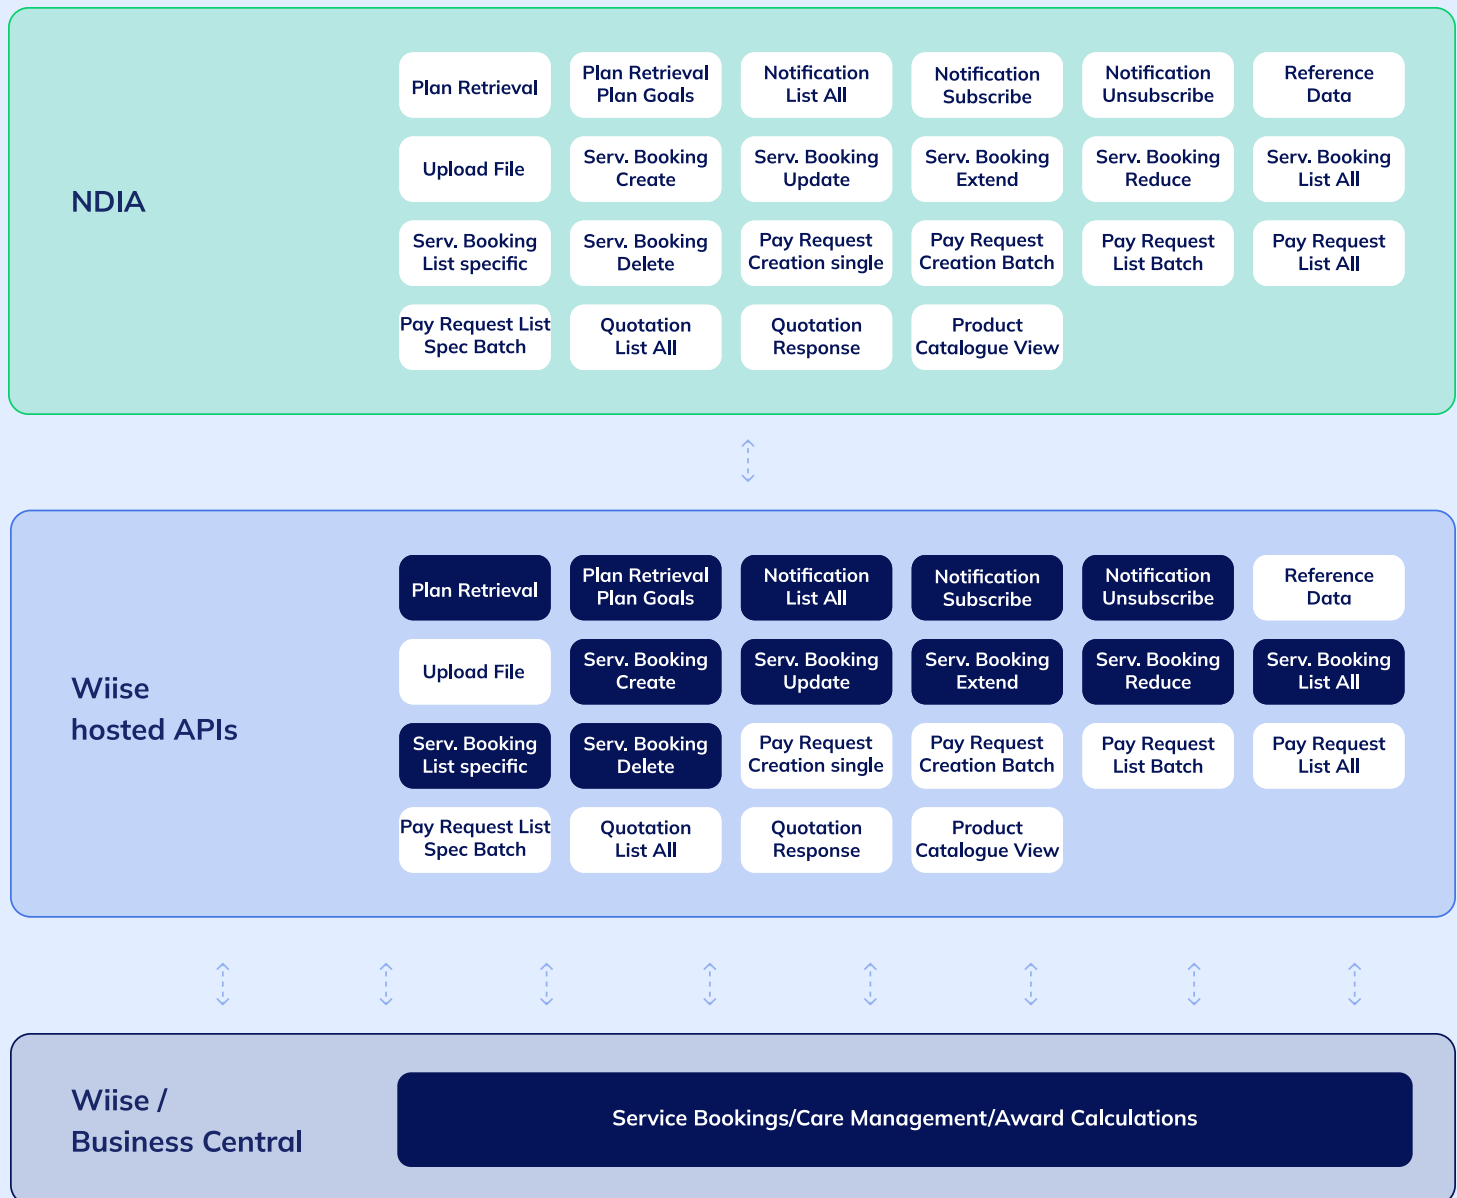 NDIA
Plan Retrieval
Plan Retrieval
Plan Goals
Notification
List All
Notification
Subscribe
Notification
Unsubscribe
Reference
Data
Upload File
Serv. Booking
Create
Serv. Booking
Update
Serv. Booking
Extend
Serv. Booking
Reduce
Serv. Booking
List All
Serv. Booking
List specific
Serv. Booking
Delete
Pay Request
Creation single
Pay Request
Creation Batch
Pay Request
List Batch
Pay Request
List All
Pay Request List
Spec Batch
Quotation
List All
Quotation
Response
Product
Catalogue View
Wiise
hosted APIs
Plan Retrieval
Plan Retrieval
Plan Goals
Notification
List All
Notification
Subscribe
Notification
Unsubscribe
Reference
Data
Upload File
Serv. Booking
Create
Serv. Booking
Update
Serv. Booking
Extend
Serv. Booking
Reduce
Serv. Booking
List All
Serv. Booking
List specific
Serv. Booking
Delete
Pay Request
Creation single
Pay Request
Creation Batch
Pay Request
List Batch
Pay Request
List All
Pay Request List
Spec Batch
Quotation
List All
Quotation
Response
Product
Catalogue View
Wiise /
Business Central
Service Bookings/Care Management/Award Calculations